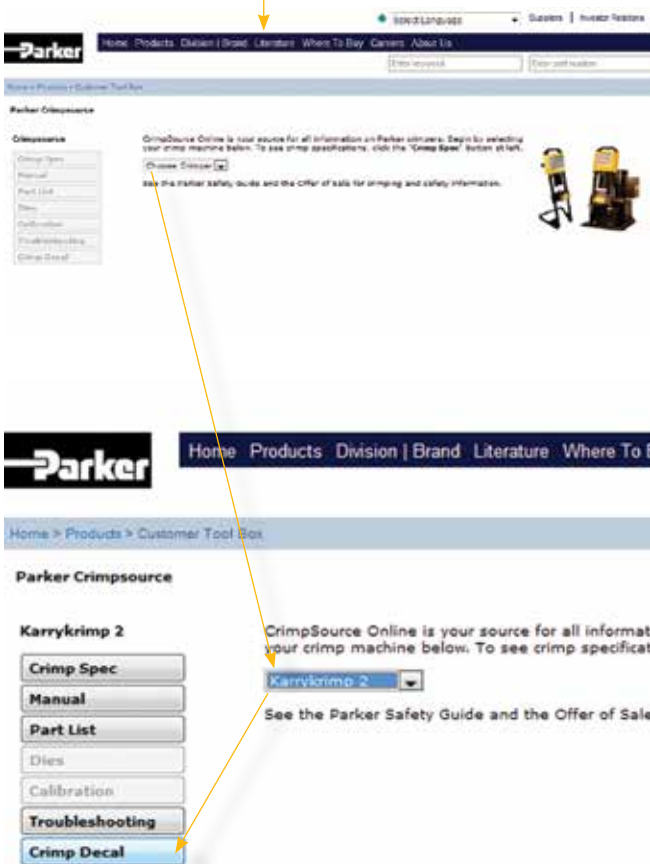 Select Language Suppliers | Investor Relations
Parker
Home Products Division | Brand Literature Where To Buy Careers About Us
Enter keyword Enter part number
Home > Products > Customer Tool Box
Parker Crimpsource
Crimpsource
CrimpSource Online is your source for all information on Parker crimpers. Begin by selecting
your crimp machine below. To see crimp specifications, click the "Crimp Spec" button at left.
Crimp Spec
Choose Crimper
Manual
See the Parker Safety Guide and the Offer of Sale for crimping and safety information.
Part List
Dies
Calibration
Troubleshooting
Crimp Decal
Parker
Home Products Division | Brand Literature Where To
Home > Products > Customer Tool Box
Parker Crimpsource
Karrykrimp 2
CrimpSource Online is your source for all informat
your crimp machine below. To see crimp specificat
Crimp Spec
Karrykrimp 2
Manual
See the Parker Safety Guide and the Offer of Sale
Part List
Dies
Calibration
Troubleshooting
Crimp Decal